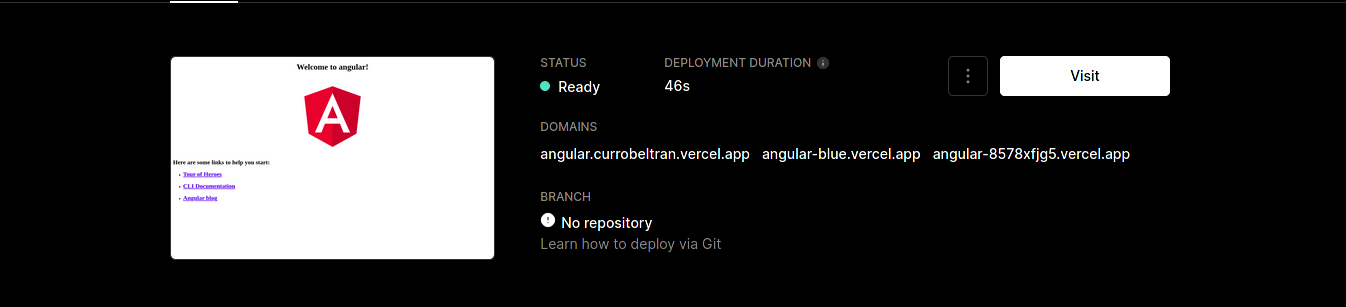 Welcome to angular!
A
Here are some links to help you start:
Tour of Heroes
CLI Documentation
Angular blog
STATUS
Ready
DEPLOYMENT DURATION
46s
Visit
DOMAINS
angular.currobeltran.vercel.app angular-blue.vercel.app angular-8578xfjg5.vercel.app
BRANCH
No repository
Learn how to deploy via Git